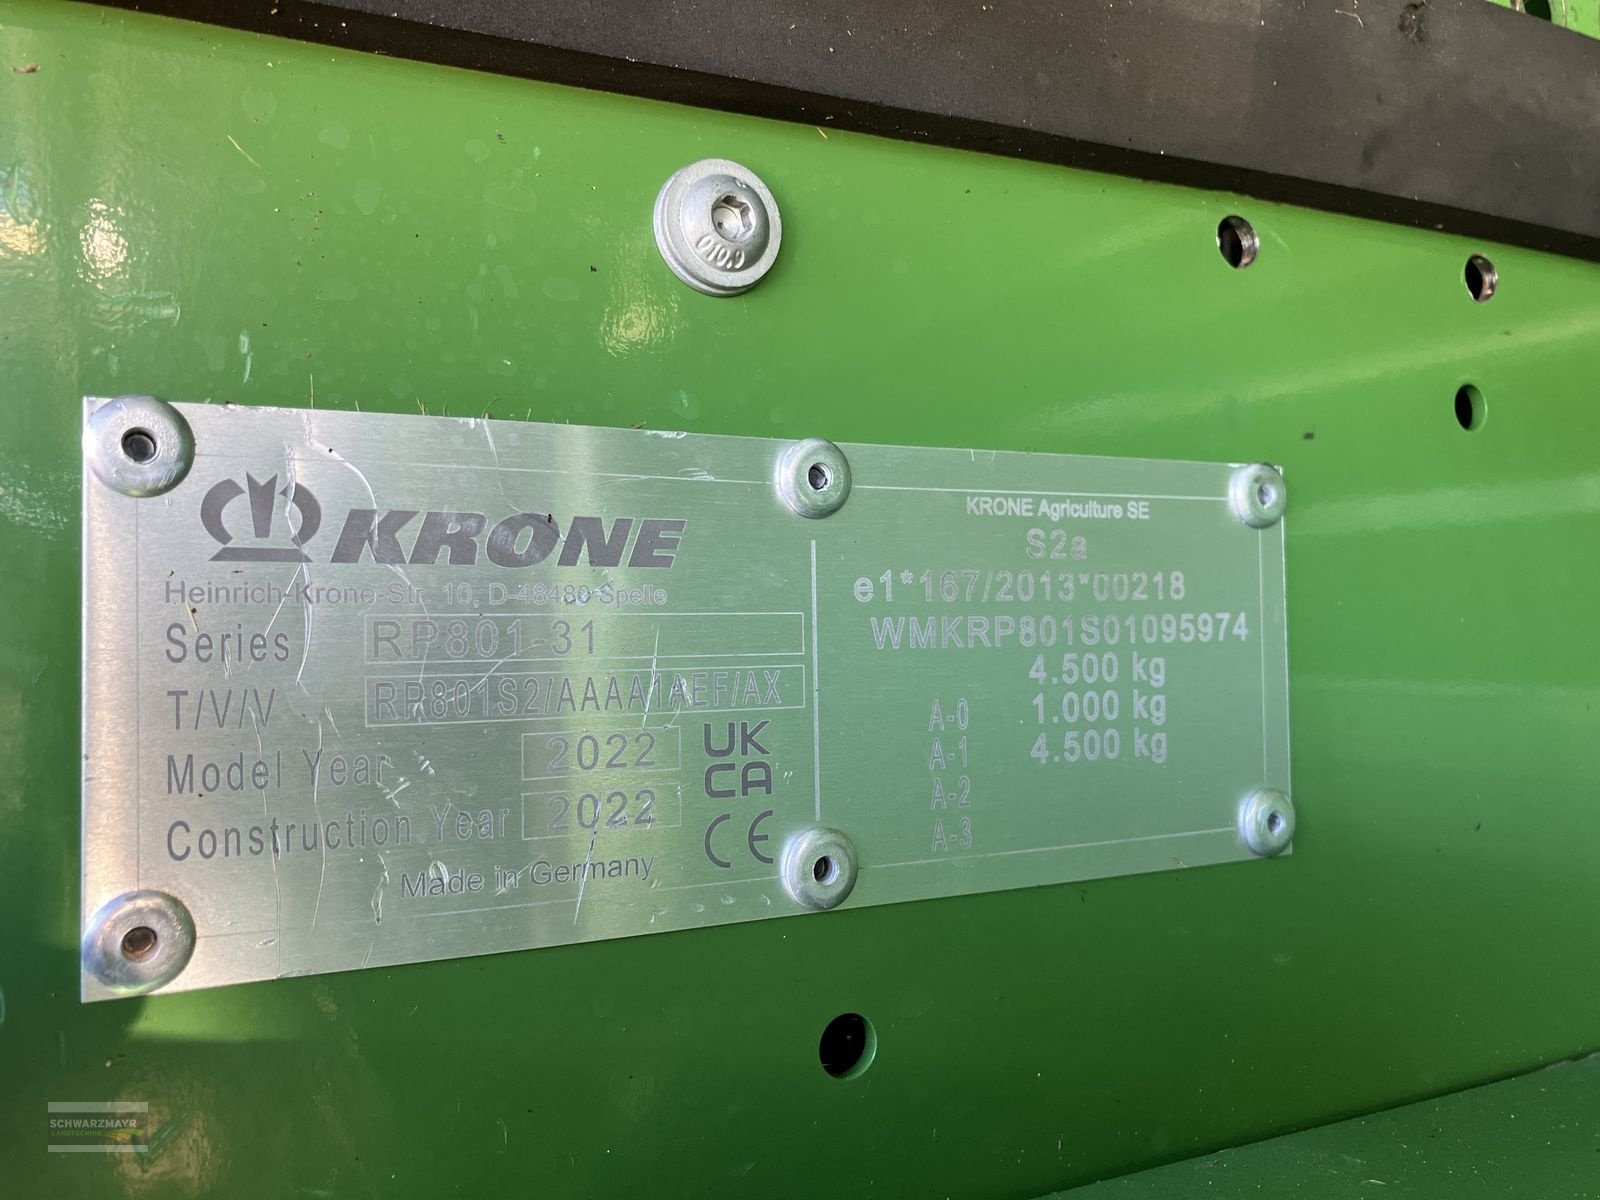 KRONE
Heinrich-Krone-Str. 10, D-48480 Spelle
Series RP801-31
T/V/V RP801S2/AAAA1AEF/AX
Model Year 2022
Construction Year 2022
Made in Germany
UK
CA
CE
KRONE Agriculture SE
S2a
e1*167/2013*00218
WMKRP801S01095974
4.500 kg
A-0 1.000 kg
A-1 4.500 kg
A-2
A-3
SCHWARZMAYR
LANDTECHNIK